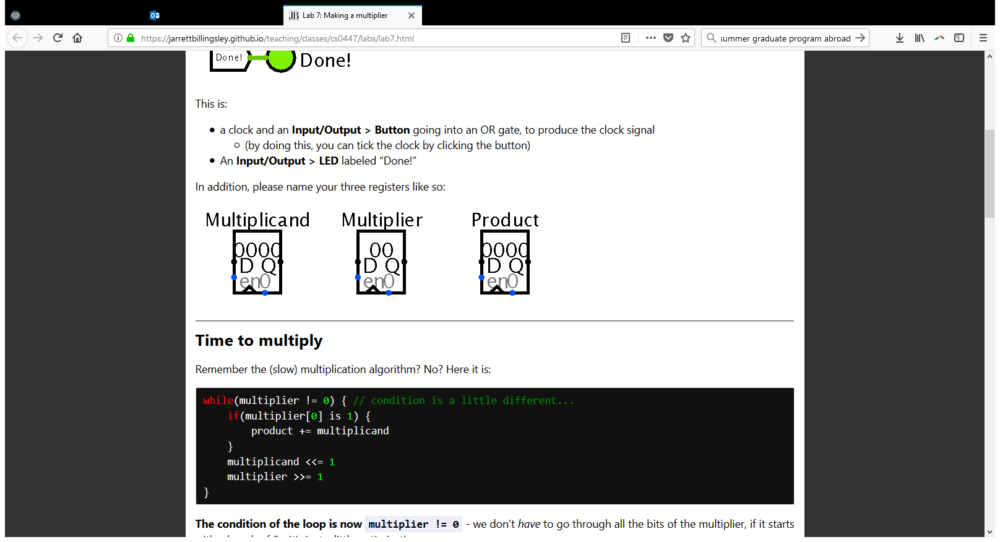 Lab 7: Making a multiplier
https://jarrettbillingsley.github.io/teaching/classes/cs0447/labs/lab7.html
summer graduate program abroad
Done!
Done!
This is:
a clock and an Input/Output > Button going into an OR gate, to produce the clock signal
(by doing this, you can tick the clock by clicking the button)
An Input/Output > LED labeled “Done!”
In addition, please name your three registers like so:
Multiplicand Multiplier Product
0000 00 0000
D Q D Q D Q
en0 en0 en0
Time to multiply
Remember the (slow) multiplication algorithm? No? Here it is:
while(multiplier != 0) { // condition is a little different...
if(multiplier[0] is 1) {
product += multiplicand
}
multiplicand <<= 1
multiplier >>= 1
}
The condition of the loop is now multiplier != 0 - we don’t have to go through all the bits of the multiplier, if it starts